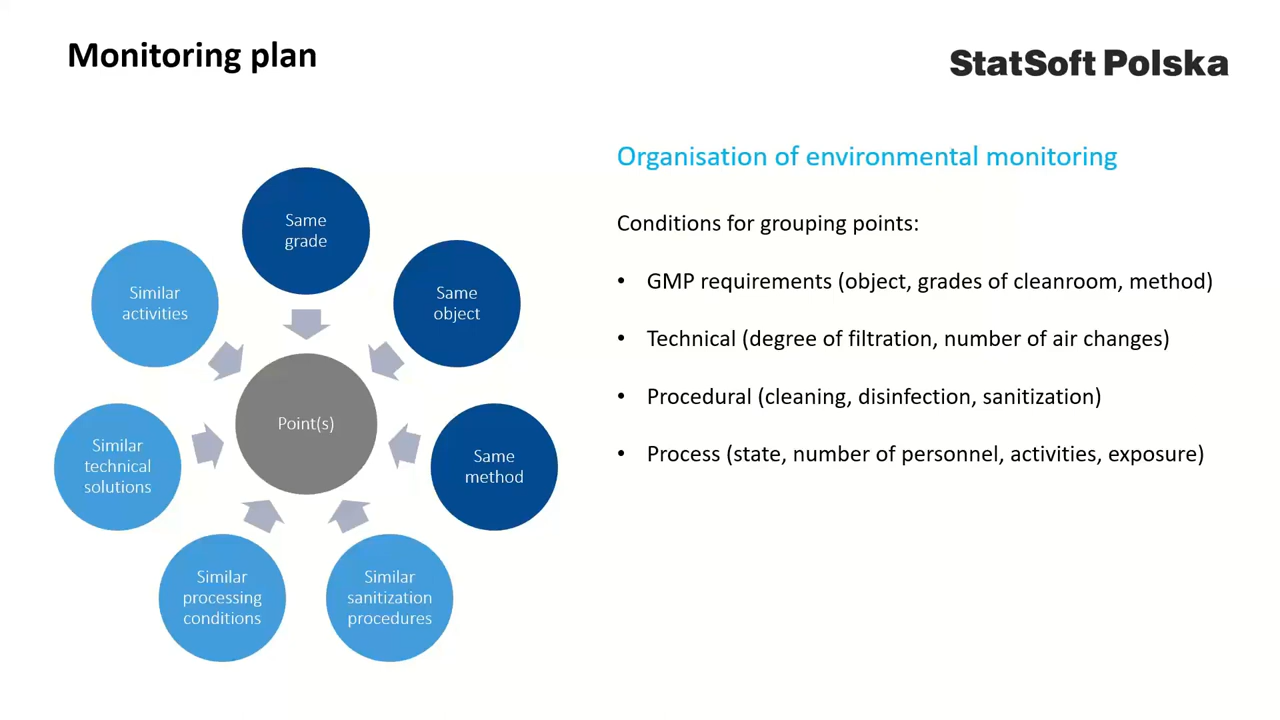 Monitoring plan
StatSoft Polska
Same
grade
Same
object
Same
method
Similar
sanitization
procedures
Similar
processing
conditions
Similar
technical
solutions
Similar
activities
Point(s)
Organisation of environmental monitoring
Conditions for grouping points:
• GMP requirements (object, grades of cleanroom, method)
• Technical (degree of filtration, number of air changes)
• Procedural (cleaning, disinfection, sanitization)
• Process (state, number of personnel, activities, exposure)